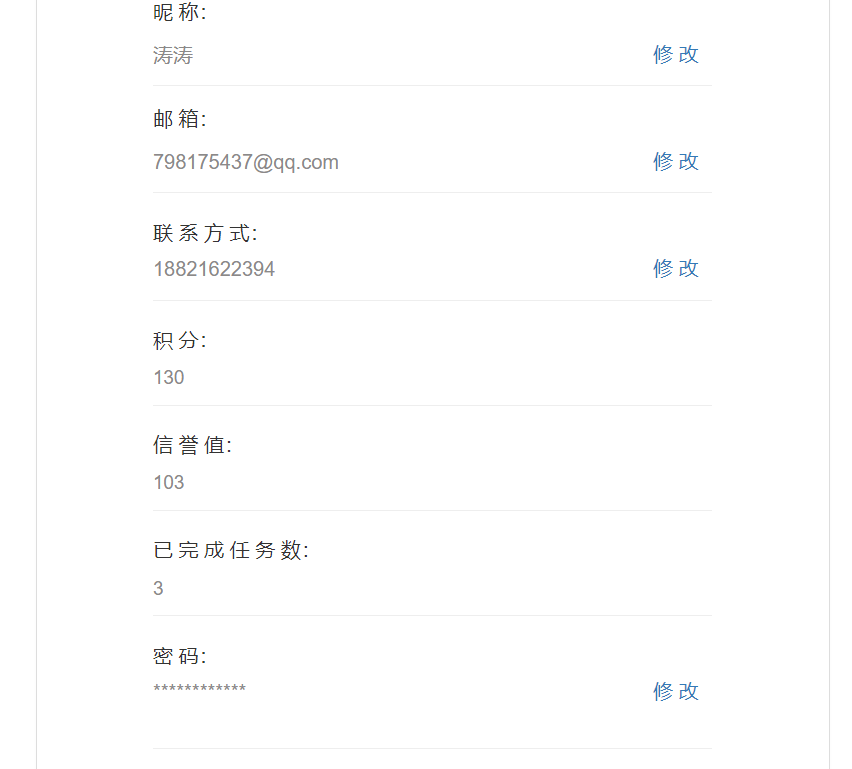 昵称:
涛涛 修改
邮箱:
798175437@qq.com 修改
联系方式:
18821622394 修改
积分:
130
信誉值:
103
已完成任务数:
3
密码:
************ 修改